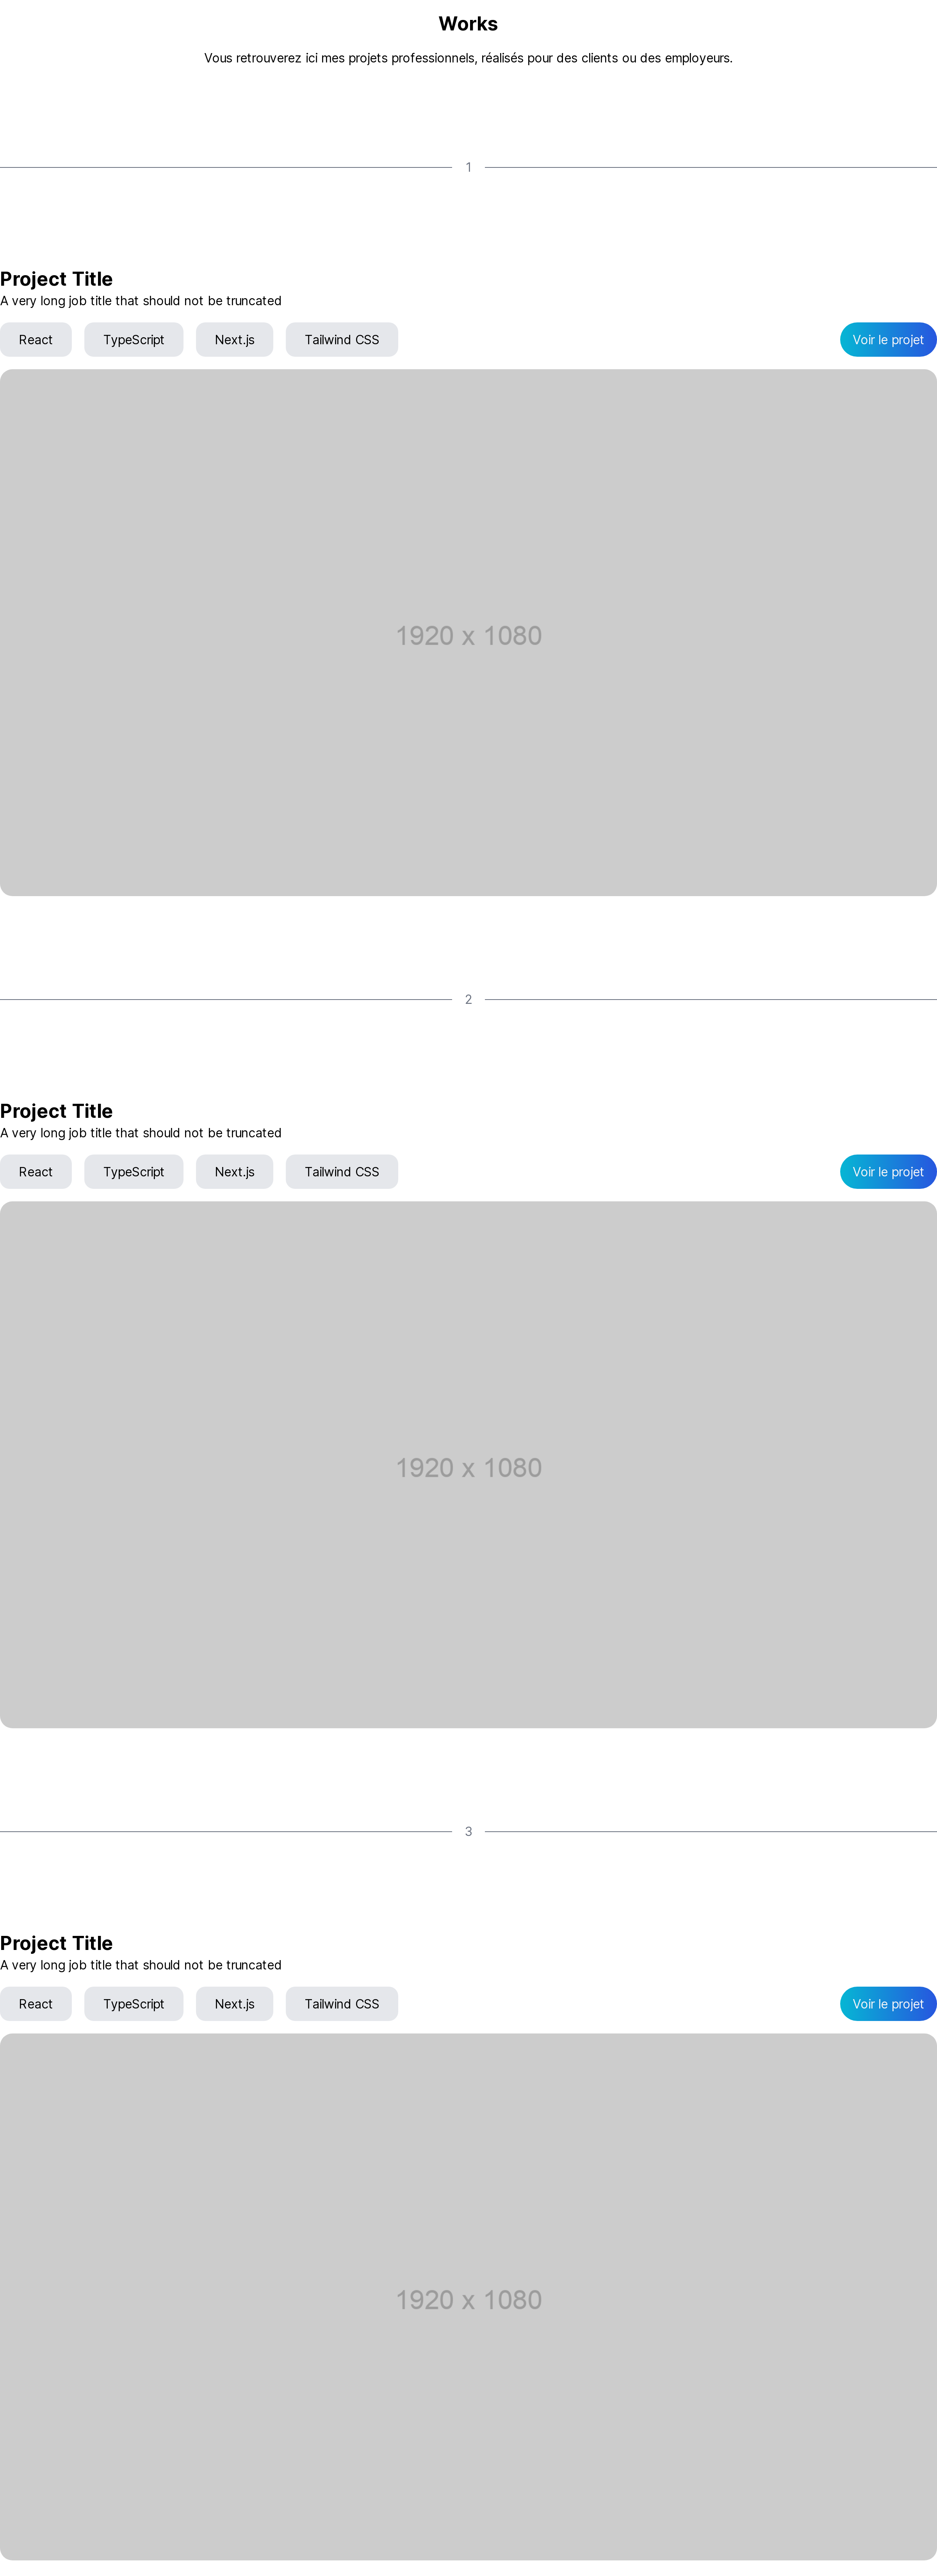 Works
Vous retrouverez ici mes projets professionnels, réalisés pour des clients ou des employeurs.
1
Project Title
A very long job title that should not be truncated
React TypeScript Next.js Tailwind CSS Voir le projet
1920 x 1080
2
Project Title
A very long job title that should not be truncated
React TypeScript Next.js Tailwind CSS Voir le projet
1920 x 1080
3
Project Title
A very long job title that should not be truncated
React TypeScript Next.js Tailwind CSS Voir le projet
1920 x 1080